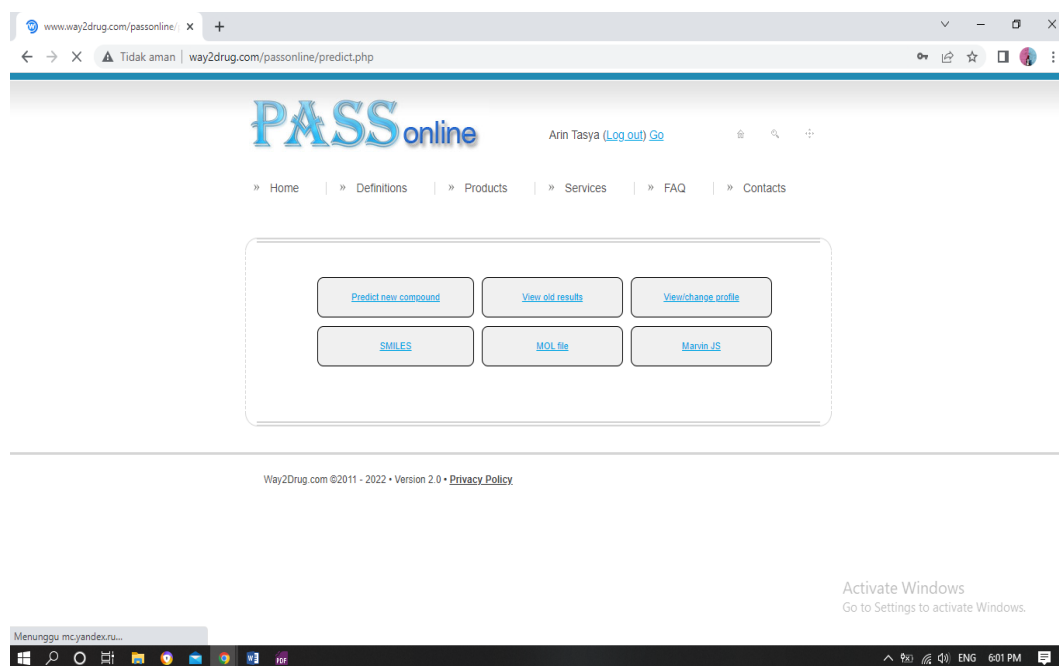 www.way2drug.com/passonline/
Tidak aman | way2drug.com/passonline/predict.php
PASS online
Arin Tasya (Log out) Go
» Home » Definitions » Products » Services » FAQ » Contacts
Predict new compound View old results View/change profile
SMILES MOL file Marvin JS
Way2Drug.com ©2011 - 2022 • Version 2.0 • Privacy Policy
Activate Windows
Go to Settings to activate Windows.
Menunggu mc.yandex.ru...
ENG 6:01 PM